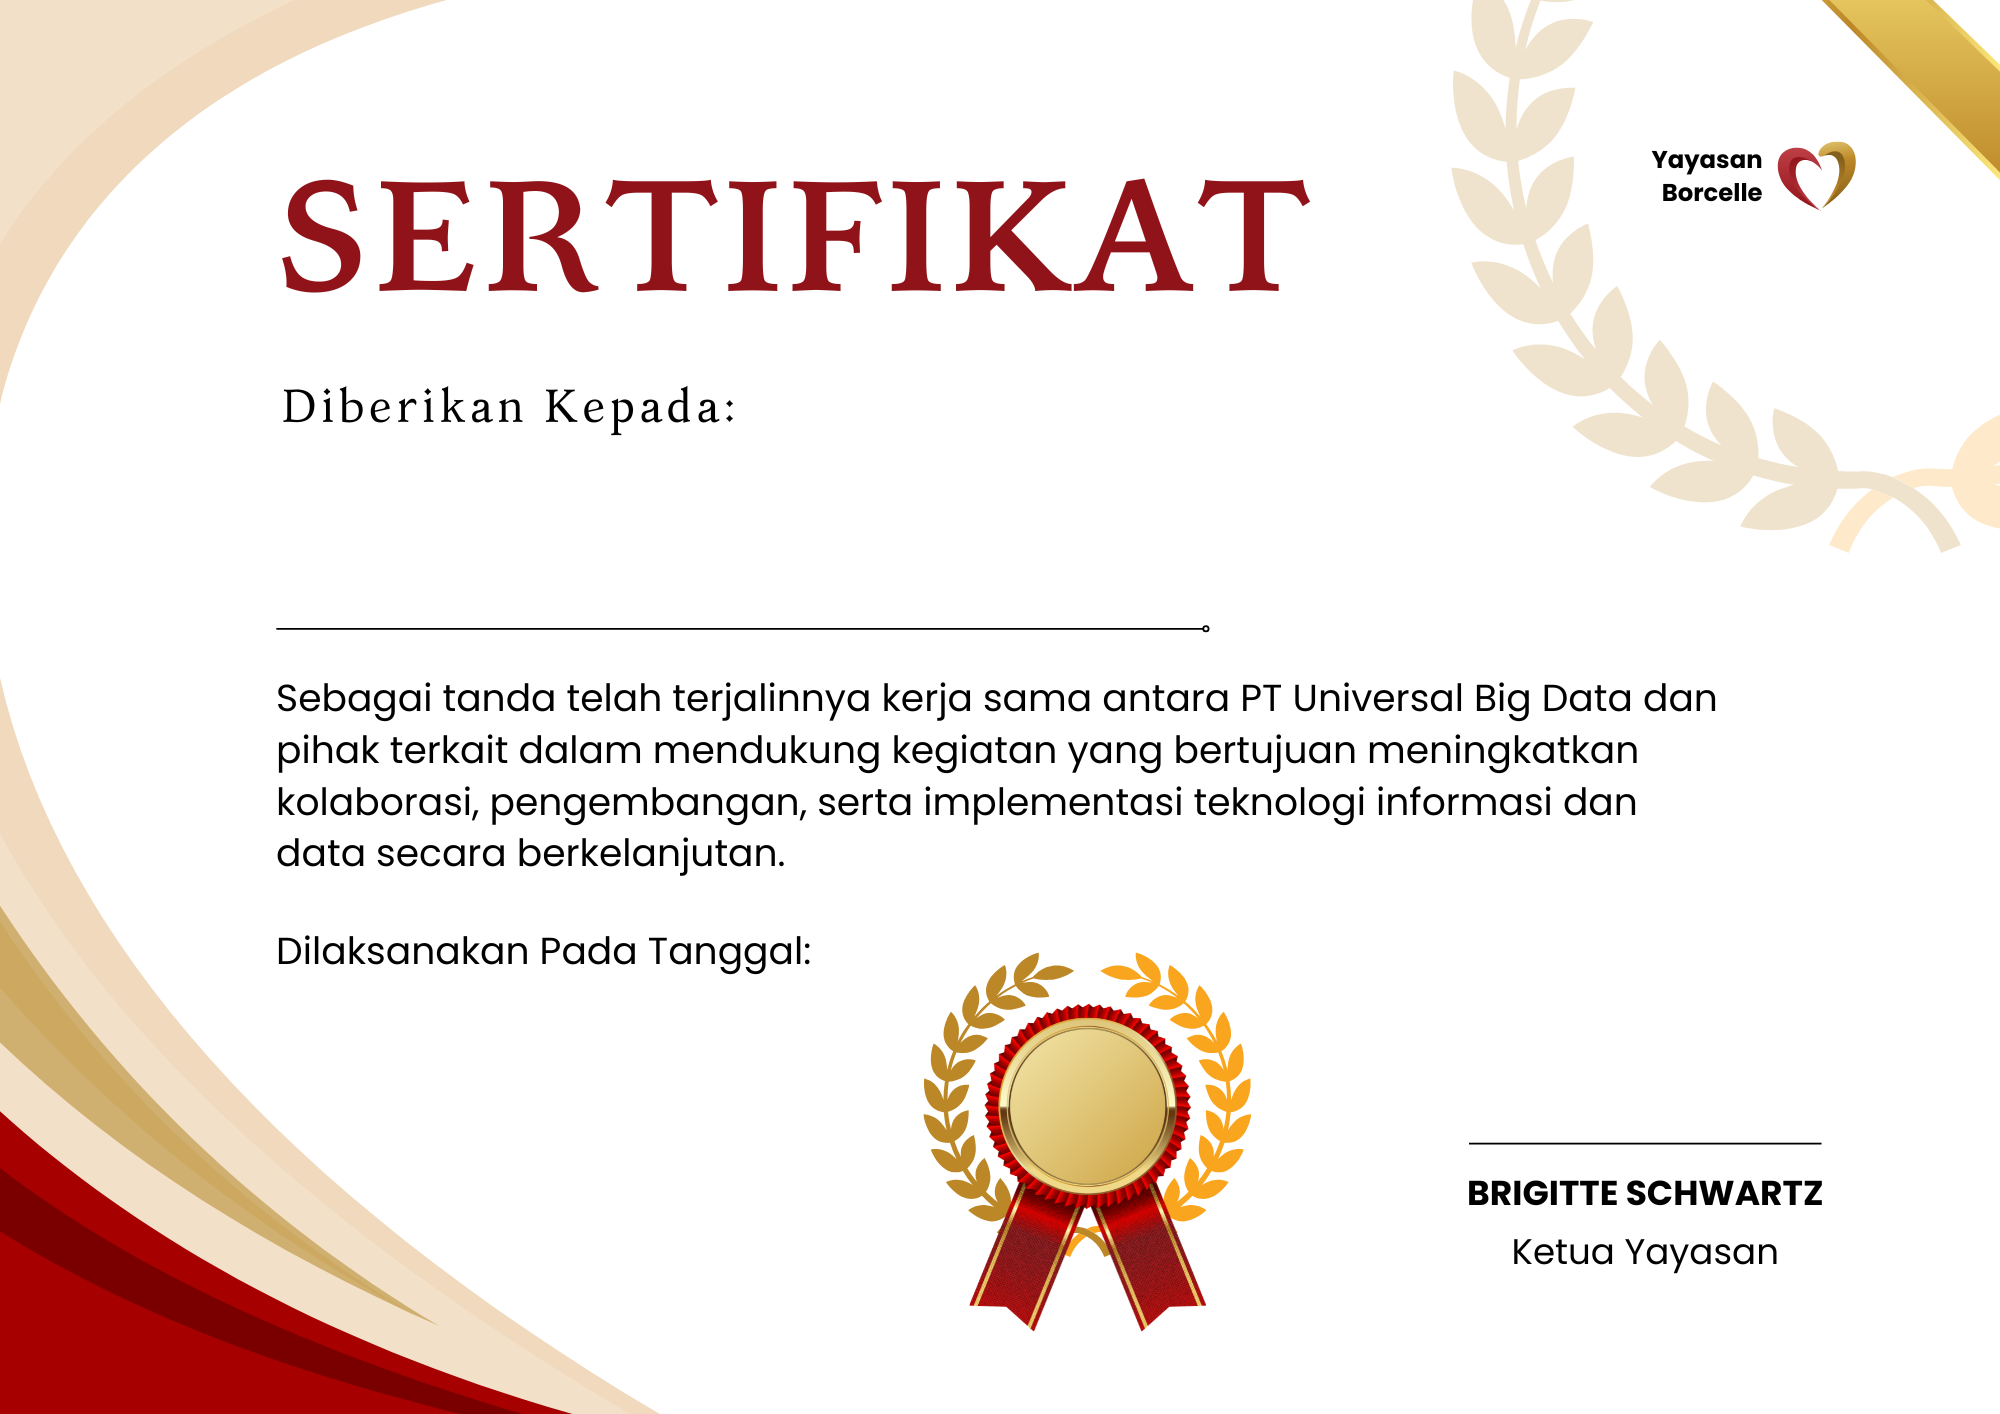 Yayasan
Borcelle
SERTIFIKAT
Diberikan Kepada:
Sebagai tanda telah terjalinnya kerja sama antara PT Universal Big Data dan
pihak terkait dalam mendukung kegiatan yang bertujuan meningkatkan
kolaborasi, pengembangan, serta implementasi teknologi informasi dan
data secara berkelanjutan.
Dilaksanakan Pada Tanggal:
BRIGITTE SCHWARTZ
Ketua Yayasan